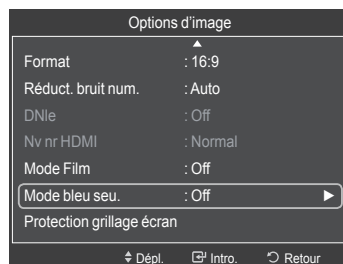 Options d'image
Format : 16:9
Réduct. bruit num. : Auto
DNIe : Off
Nv nr HDMI : Normal
Mode Film : Off
Mode bleu seu. : Off
Protection grillage écran
Dépl. Intro. Retour